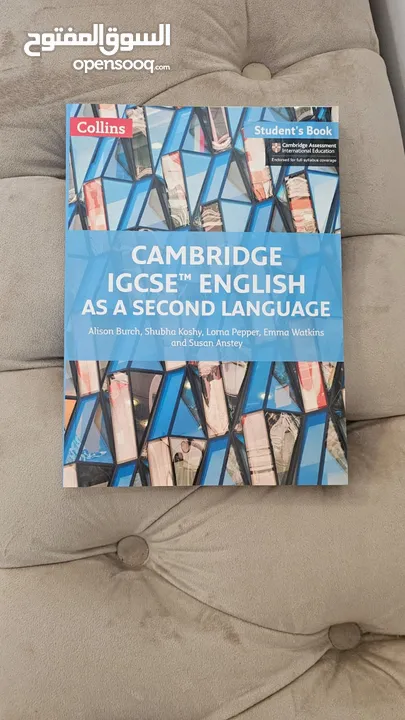 السوق المفتوح
opensooq.com
Collins
Student's Book
Cambridge Assessment
International Education
Endorsed for full syllabus coverage
CAMBRIDGE
IGCSE™ ENGLISH
AS A SECOND LANGUAGE
Alison Burch, Shubha Koshy, Lorna Pepper, Emma Watkins
and Susan Anstey